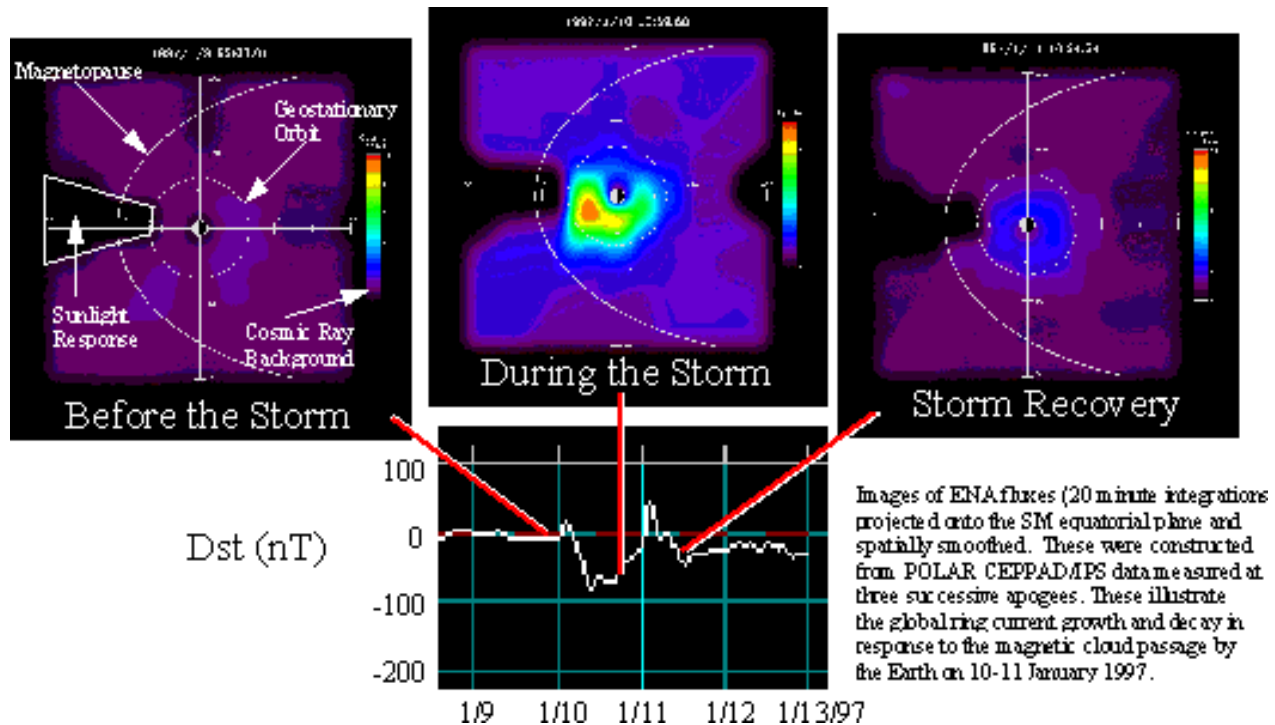 Magnetopause
Geostationary
Orbit
Sunlight
Response
Cosmic Ray
Background
Before the Storm
During the Storm
Storm Recovery
Dst (nT)
100
0
-100
-200
1/9
1/10
1/11
1/12
1/13/97
Images of ENA fluxes (20 minute integrations
projected onto the SM equatorial plane and
spatially smoothed. These were constructed
from POLAR CEPPAD/IPS data measured at
three successive apogees. These illustrate
the global ring current growth and decay in
response to the magnetic cloud passage by
the Earth on 10-11 January 1997.